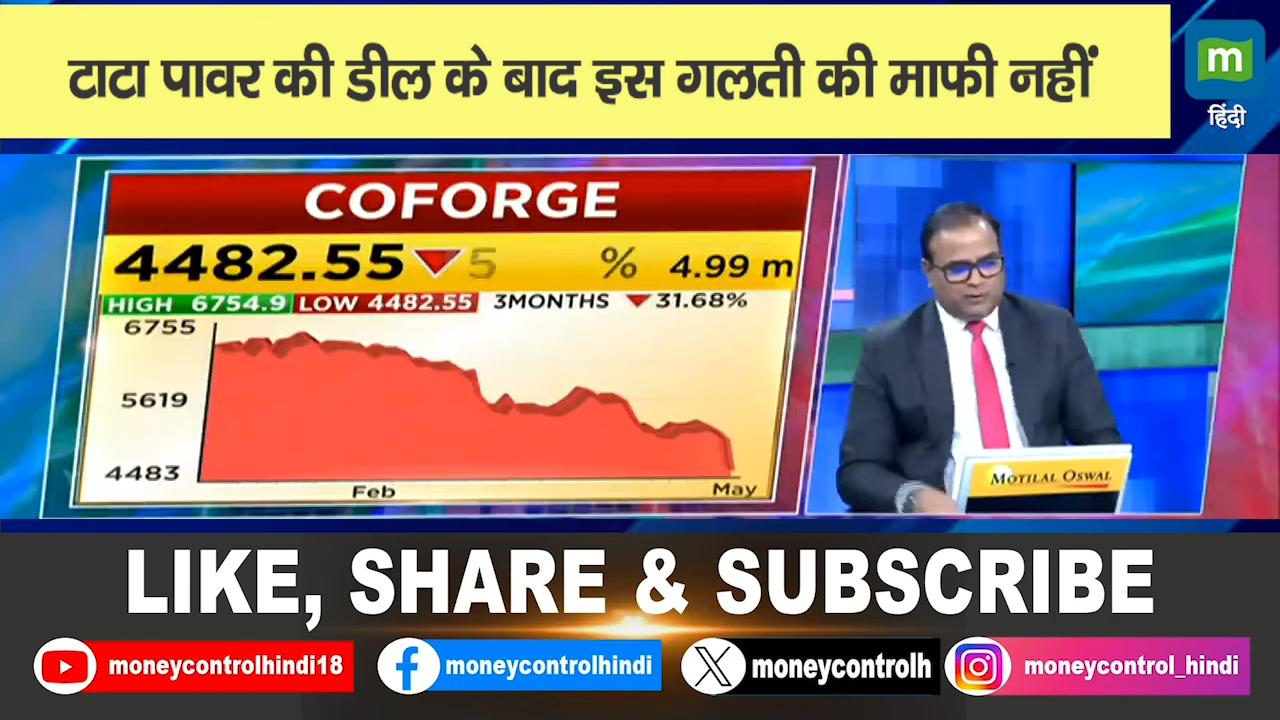 टाटा पावर की डील के बाद इस गलती की माफी नहीं
m
हिंदी
COFORGE
4482.55 5 % 4.99 m
HIGH 6754.9 LOW 4482.55 3MONTHS 31.68%
6755
5619
4483
Feb May
MOTILAL OSWAL
LIKE, SHARE & SUBSCRIBE
moneycontrolhindi18 moneycontrolhindi moneycontrolh moneycontrol_hindi